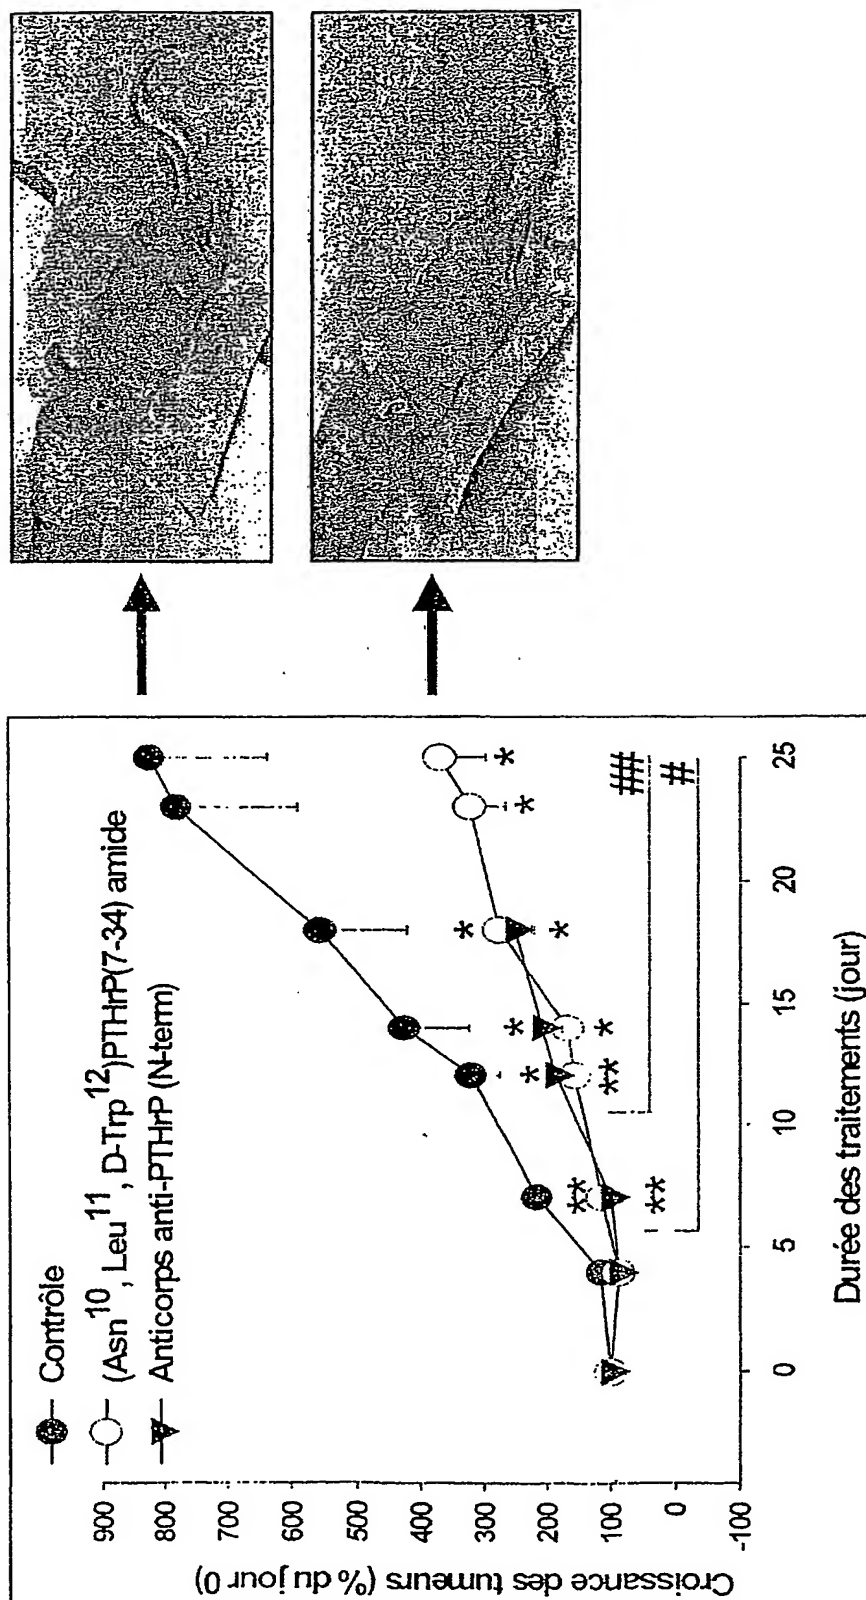 Contrôle
(Asn10, Leu11, D-Trp12)PTHrP(7-34) amide
Anticorps anti-PTHrP (N-term)
Croissance des tumeurs (% du jour 0)
900
800
700
600
500
400
300
200
100
0
-100
* * * *
** * * * * *
** **
##
#
0 5 10 15 20 25
Durée des traitements (jour)